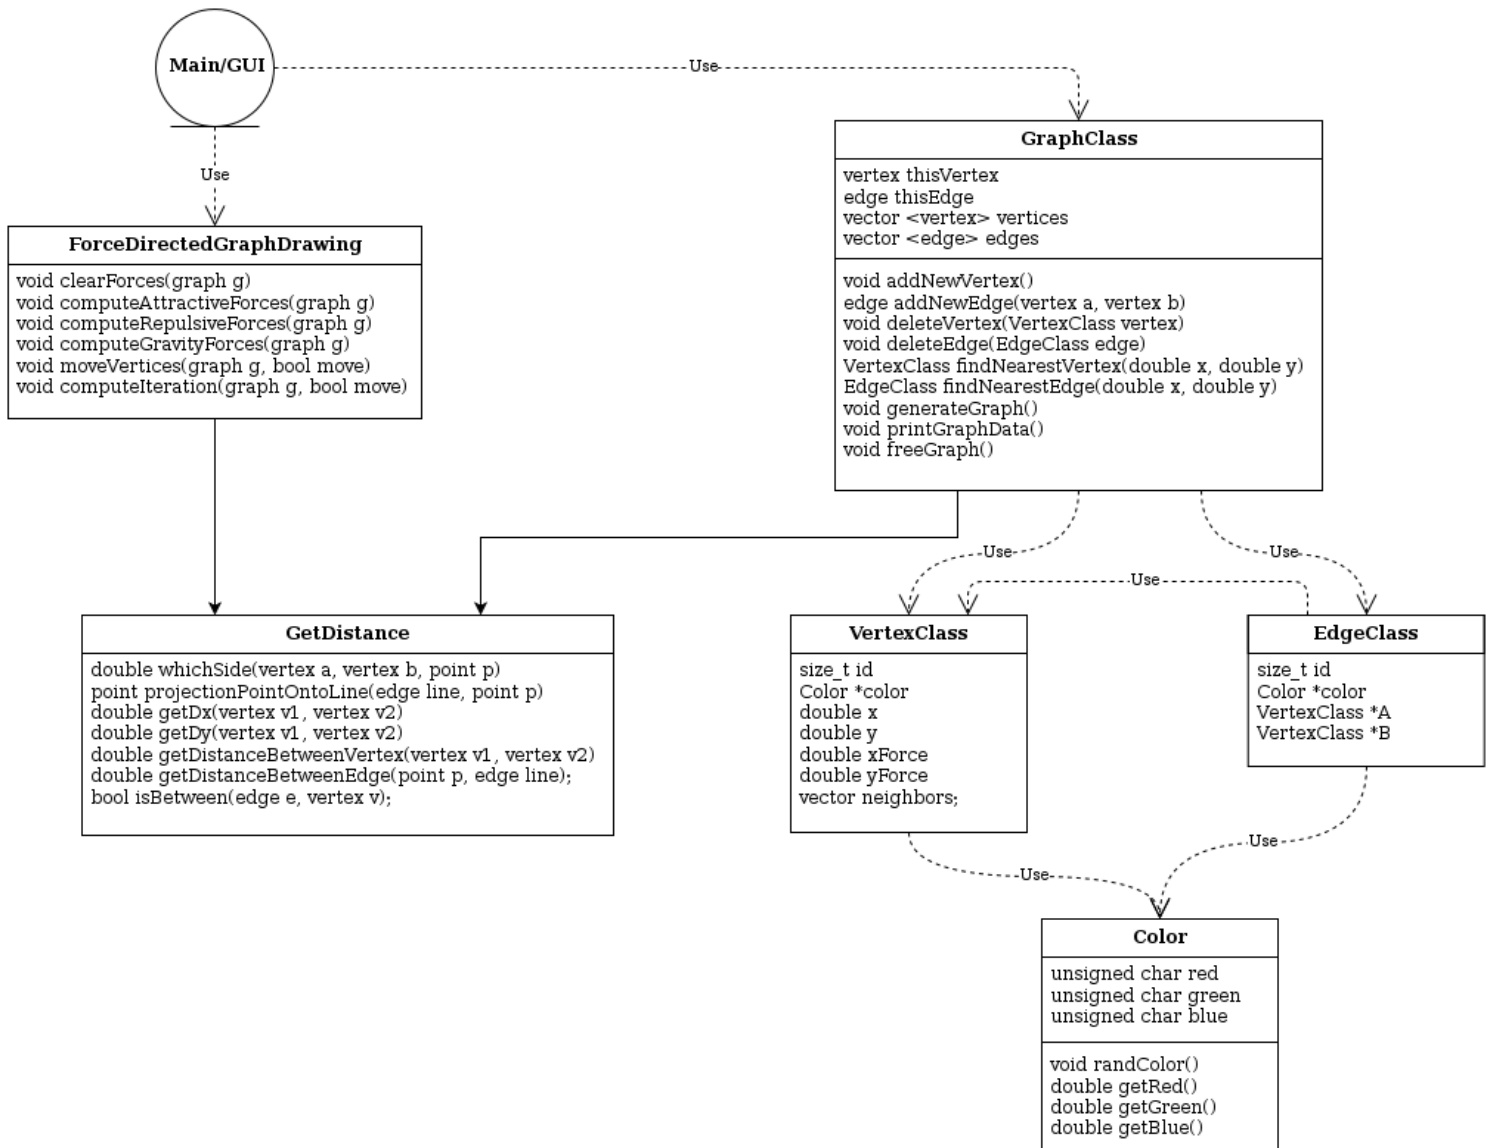 Main/GUI
Use
Use
GraphClass
vertex thisVertex
edge thisEdge
vector <vertex> vertices
vector <edge> edges
void addNewVertex()
edge addNewEdge(vertex a, vertex b)
void deleteVertex(VertexClass vertex)
void deleteEdge(EdgeClass edge)
VertexClass findNearestVertex(double x, double y)
EdgeClass findNearestEdge(double x, double y)
void generateGraph()
void printGraphData()
void freeGraph()
ForceDirectedGraphDrawing
void clearForces(graph g)
void computeAttractiveForces(graph g)
void computeRepulsiveForces(graph g)
void computeGravityForces(graph g)
void moveVertices(graph g, bool move)
void computeIteration(graph g, bool move)
Use
Use
Use
GetDistance
double whichSide(vertex a, vertex b, point p)
point projectionPointOntoLine(edge line, point p)
double getDx(vertex v1, vertex v2)
double getDy(vertex v1, vertex v2)
double getDistanceBetweenVertex(vertex v1, vertex v2)
double getDistanceBetweenEdge(point p, edge line);
bool isBetween(edge e, vertex v);
VertexClass
size_t id
Color *color
double x
double y
double xForce
double yForce
vector neighbors;
EdgeClass
size_t id
Color *color
VertexClass *A
VertexClass *B
Use
Use
Color
unsigned char red
unsigned char green
unsigned char blue
void randColor()
double getRed()
double getGreen()
double getBlue()